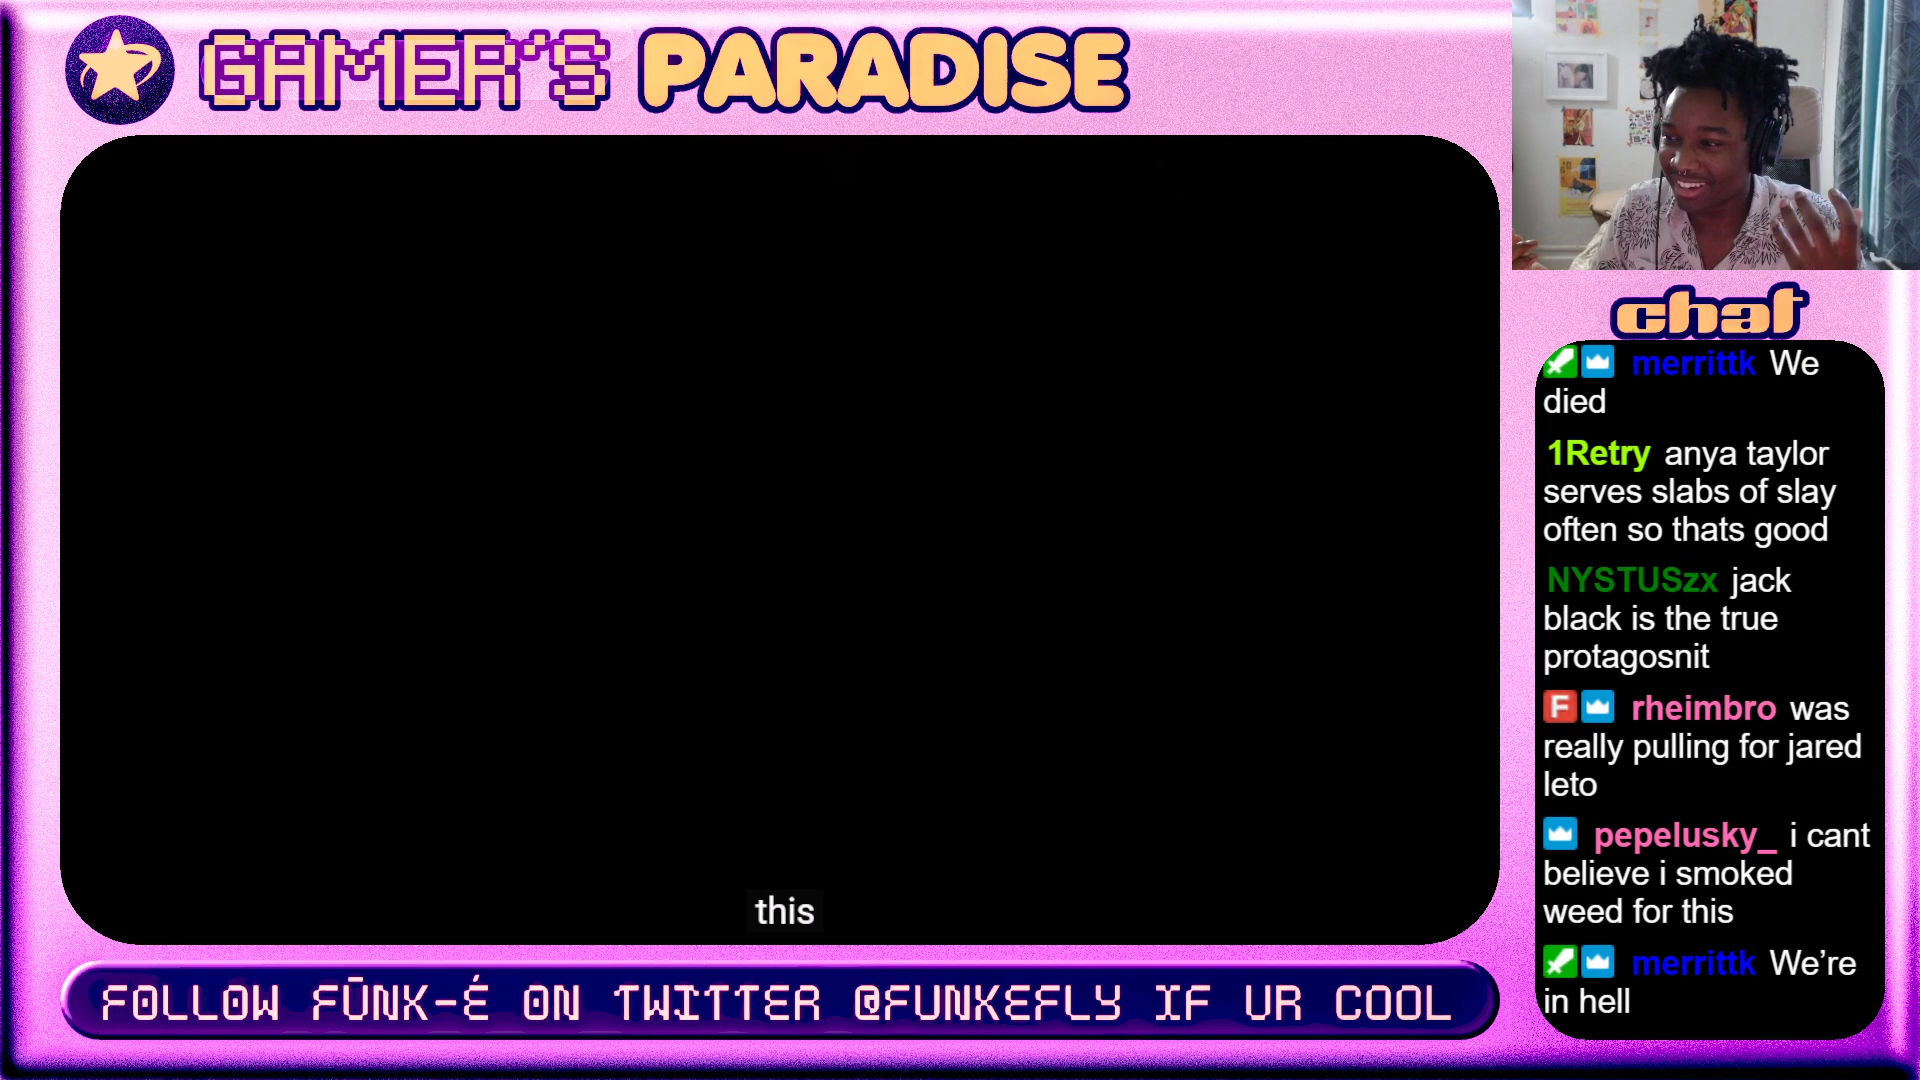 GAMER'S PARADISE
chat
merrittk We
died
1Retry anya taylor
serves slabs of slay
often so thats good
NYSTUSzx jack
black is the true
protagosnit
F rheimbro was
really pulling for jared
leto
pepelusky_ i cant
believe i smoked
weed for this
merrittk We’re
in hell
this
FOLLOW FŪNK-É ON TWITTER @FUNKEFLY IF UR COOL